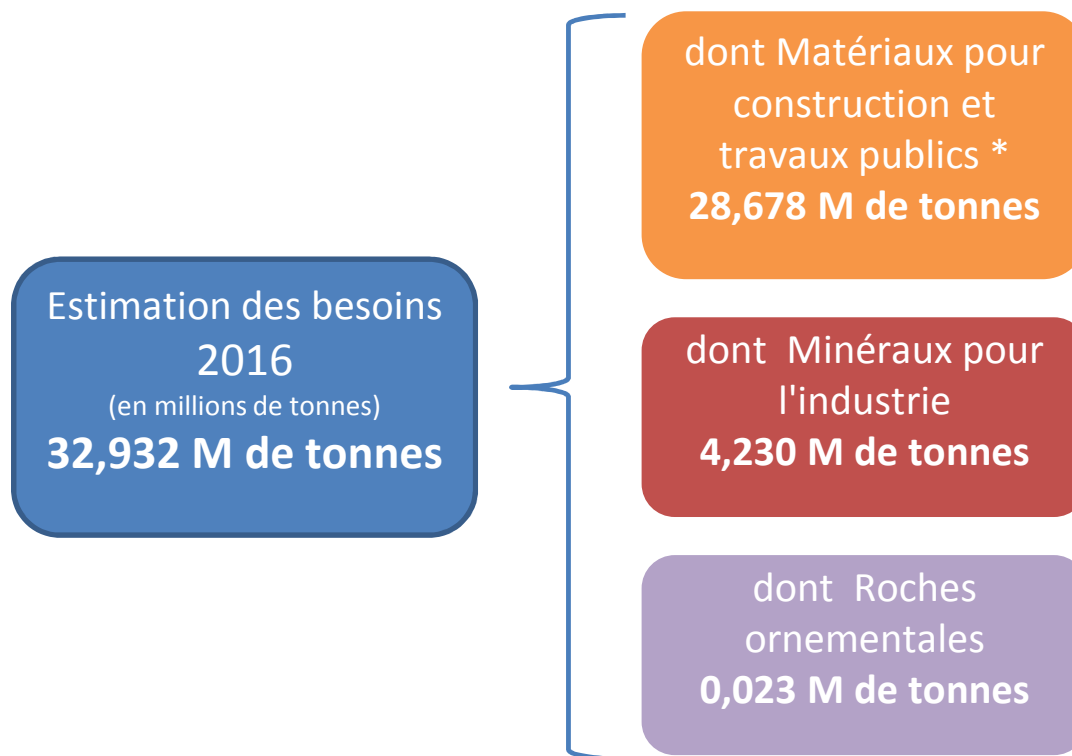 Estimation des besoins
2016
(en millions de tonnes)
32,932 M de tonnes
dont Matériaux pour
construction et
travaux publics *
28,678 M de tonnes
dont Minéraux pour
l'industrie
4,230 M de tonnes
dont Roches
ornementales
0,023 M de tonnes